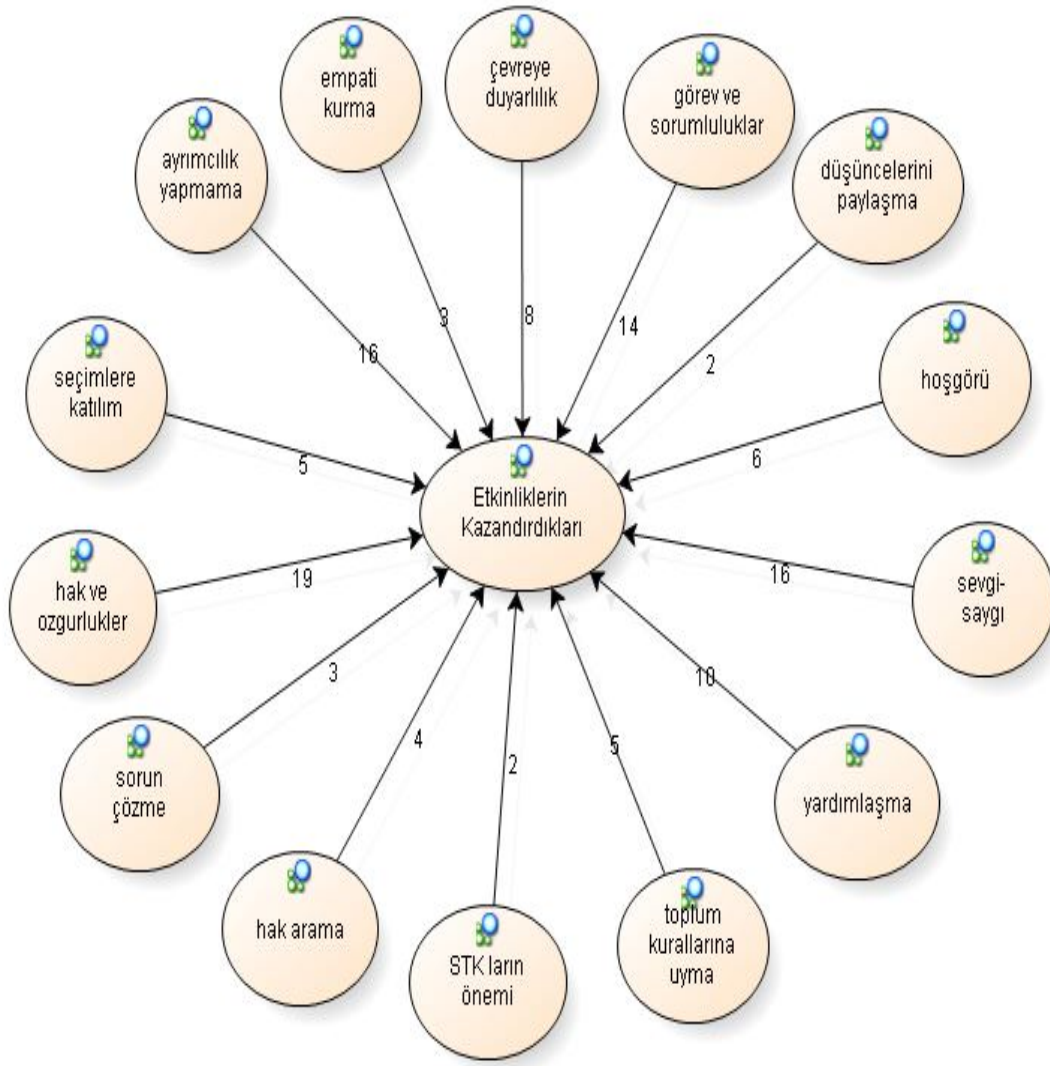 empati
kurma
çevreye
duyarlılık
görev ve
sorumluluklar
ayrımcılık
yapmama
düşüncelerini
paylaşma
3
8
14
16
2
seçimlere
katılım
hoşgörü
5
6
Etkinliklerin
Kazandırdıkları
hak ve
ozgurlukler
19
16
sevgi-
saygı
3
10
4
2
5
sorun
çözme
yardımlaşma
hak arama
STK ların
önemi
toplum
kurallarına
uyma